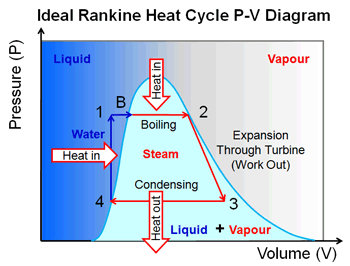 Ideal Rankine Heat Cycle P-V Diagram
Pressure (P)
Liquid
Vapour
Heat in
1
B
2
Boiling
Water
Expansion
Through Turbine
(Work Out)
Heat in
Steam
Condensing
4
3
Heat out
Liquid + Vapour
Volume (V)